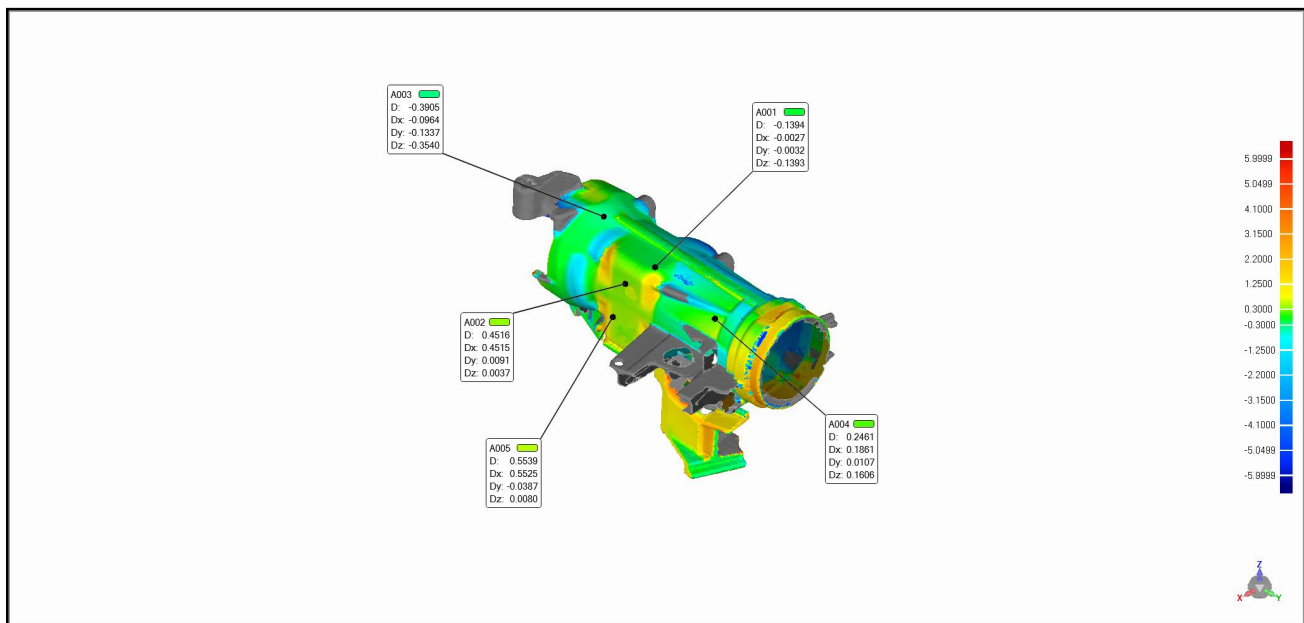 A003
D: -0.3905
Dx: -0.0964
Dy: -0.1337
Dz: -0.3540
A001
D: -0.1394
Dx: -0.0027
Dy: -0.0032
Dz: -0.1393
A002
D: 0.4516
Dx: 0.4515
Dy: 0.0091
Dz: 0.0037
A005
D: 0.5539
Dx: 0.5525
Dy: -0.0387
Dz: 0.0080
A004
D: 0.2461
Dx: 0.1861
Dy: 0.0107
Dz: 0.1606
5.9999
5.0499
4.1000
3.1500
2.2000
1.2500
0.3000
-0.3000
-1.2500
-2.2000
-3.1500
-4.1000
-5.0499
-5.9999
Z
X
Y